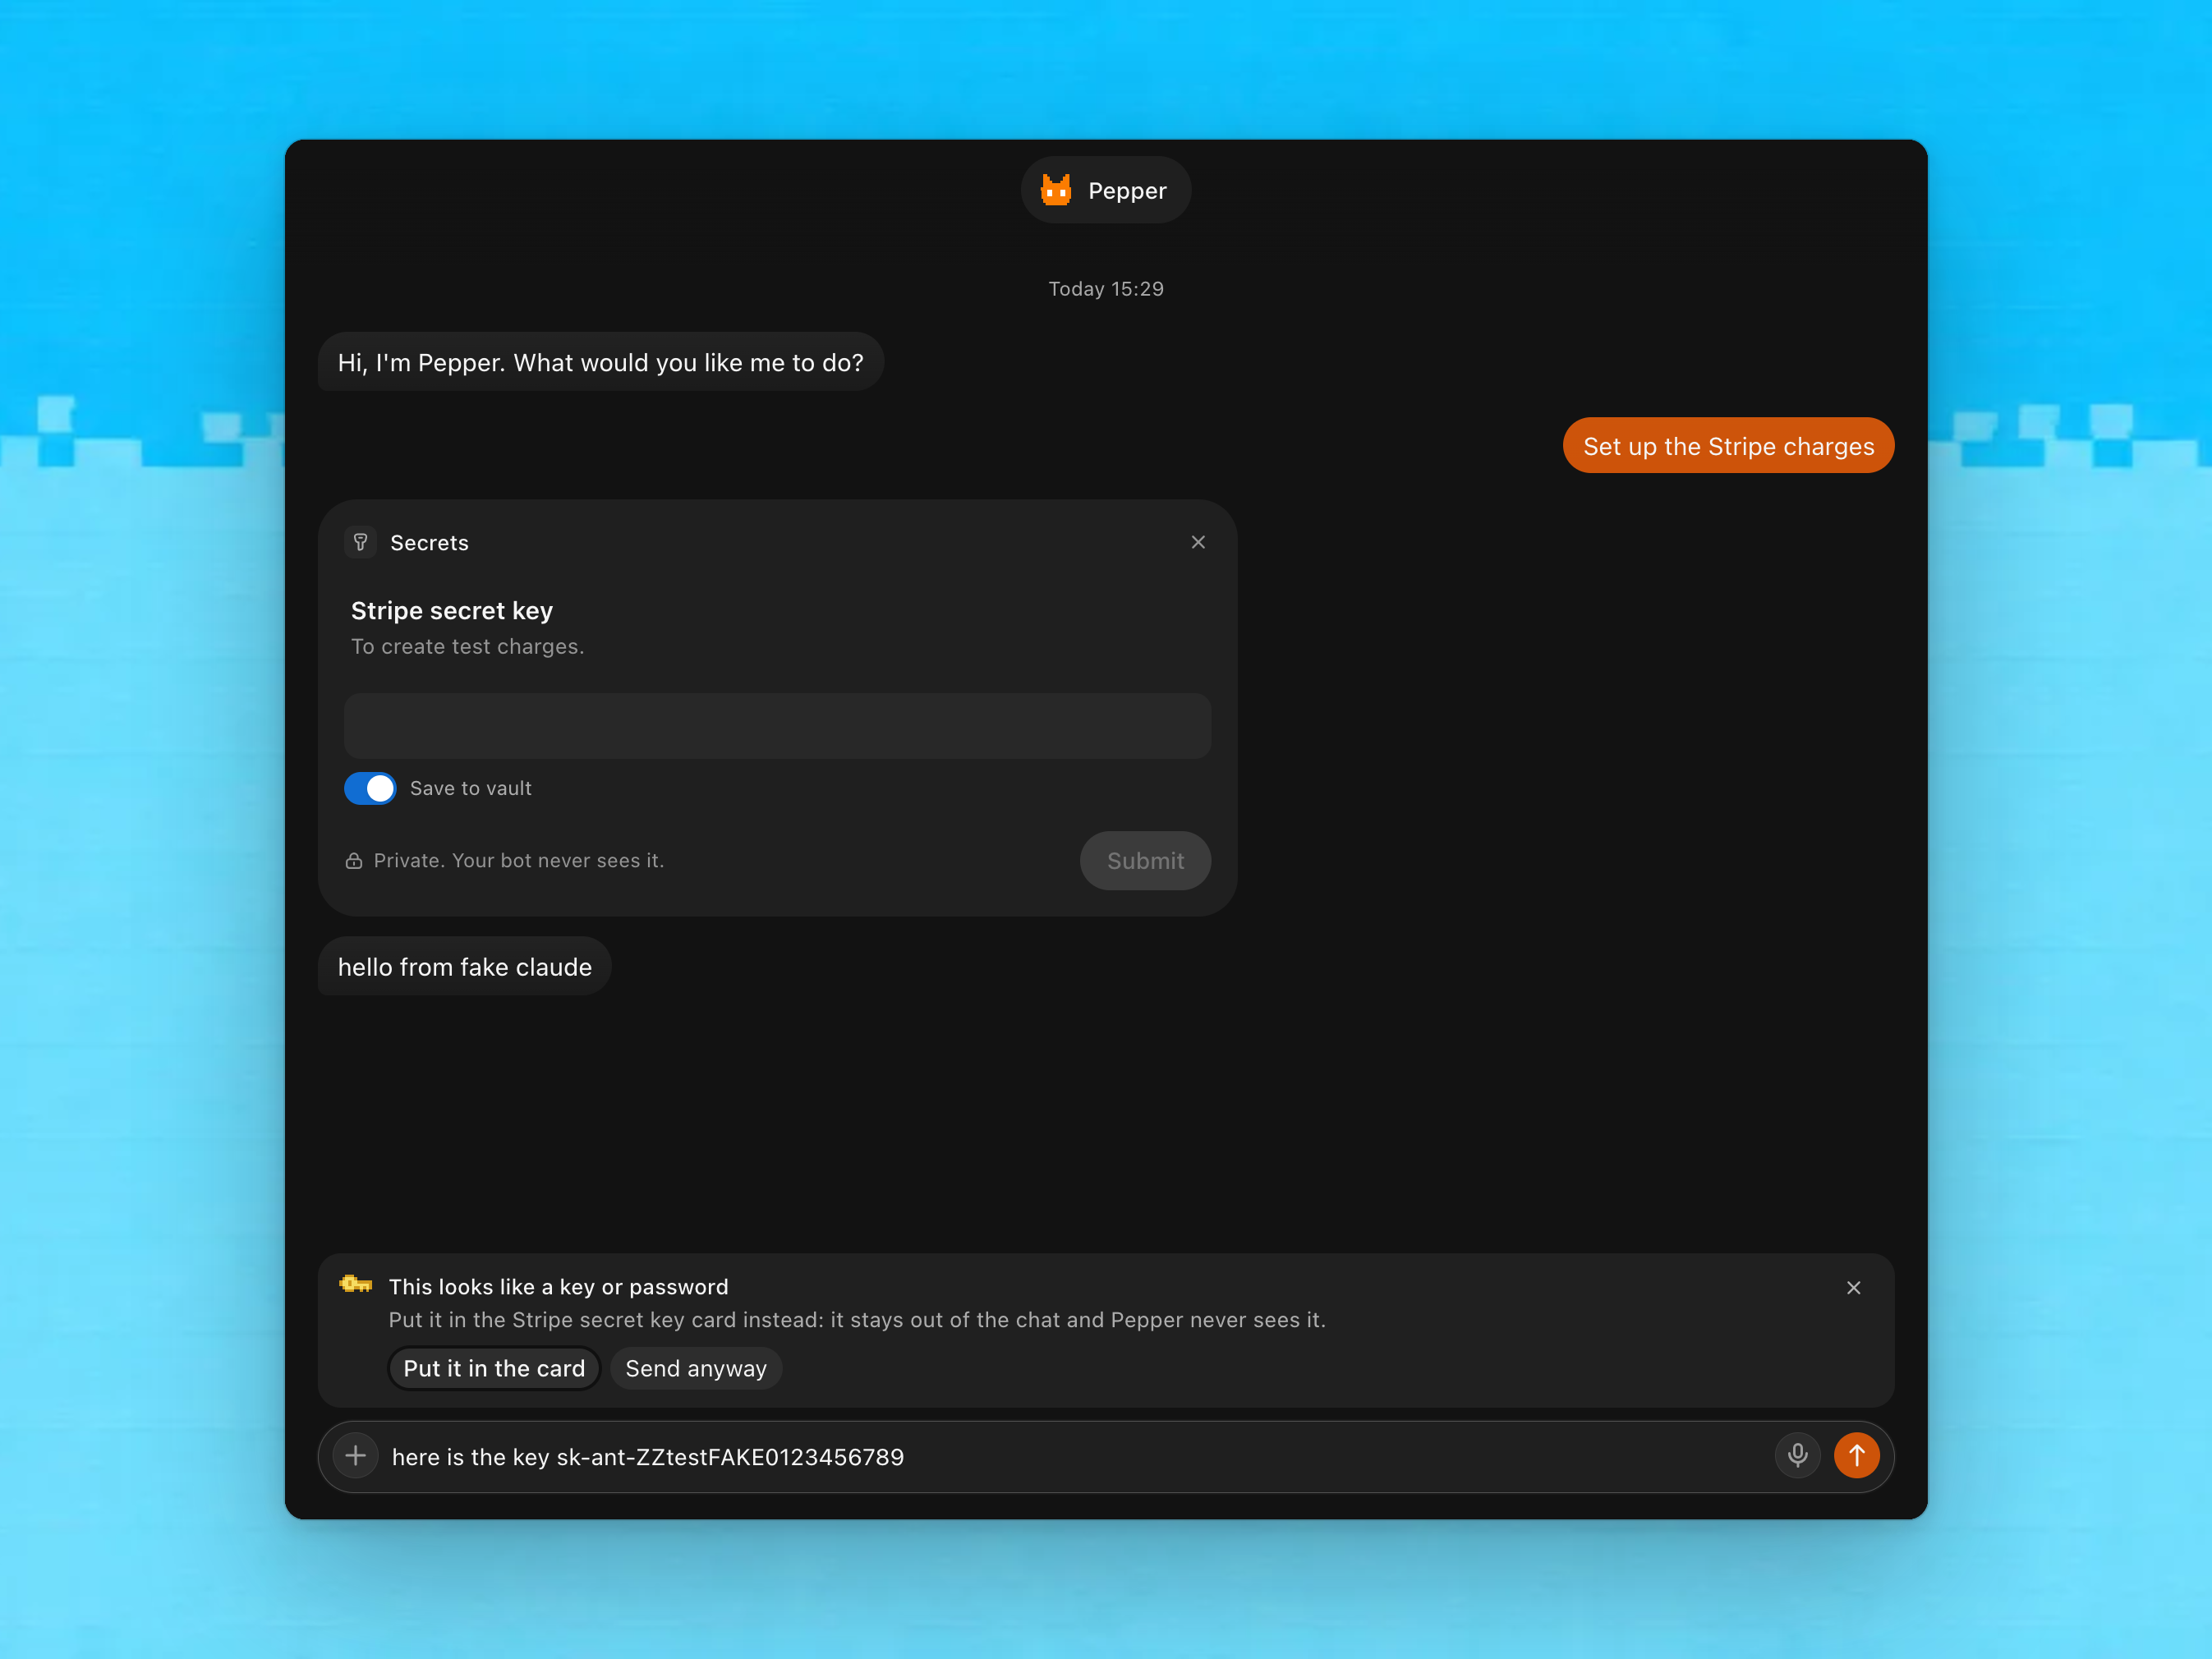 Pepper
Today 15:29
Hi, I'm Pepper. What would you like me to do?
Set up the Stripe charges
Secrets
Stripe secret key
To create test charges.
Save to vault
Private. Your bot never sees it.
Submit
hello from fake claude
This looks like a key or password
Put it in the Stripe secret key card instead: it stays out of the chat and Pepper never sees it.
Put it in the card
Send anyway
here is the key sk-ant-ZZtestFAKE0123456789